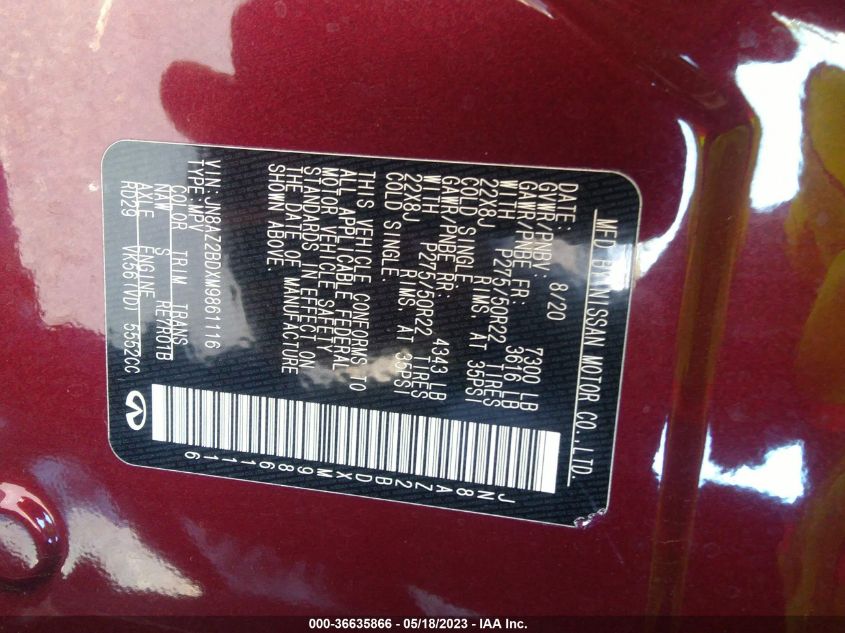 MFD. BY NISSAN MOTOR CO., LTD.
DATE: 8/20
GVWR/PNBV 7300 LB
GAWR/PNBE FR: 3616 LB
WITH P275/50R22 TIRES
22X8J RIMS, AT 35PSI
COLD SINGLE.
GAWR/PNBE RR: 4343 LB
WITH P275/50R22 TIRES
22X8J RIMS, AT 35PSI
COLD SINGLE.
THIS VEHICLE CONFORMS TO
ALL APPLICABLE FEDERAL
MOTOR VEHICLE SAFETY
STANDARDS IN EFFECT ON
THE DATE OF MANUFACTURE
SHOWN ABOVE.
VIN: JN8AZ2BDXM9861116
TYPE: MPV
COLOR TRIM TRANS
NAW S RE7R01B
AXLE ENGINE
RD29 VK56(VD) 5552CC
JN8AZ2BDXM9861116
000-36635866 - 05/18/2023 - IAA Inc.